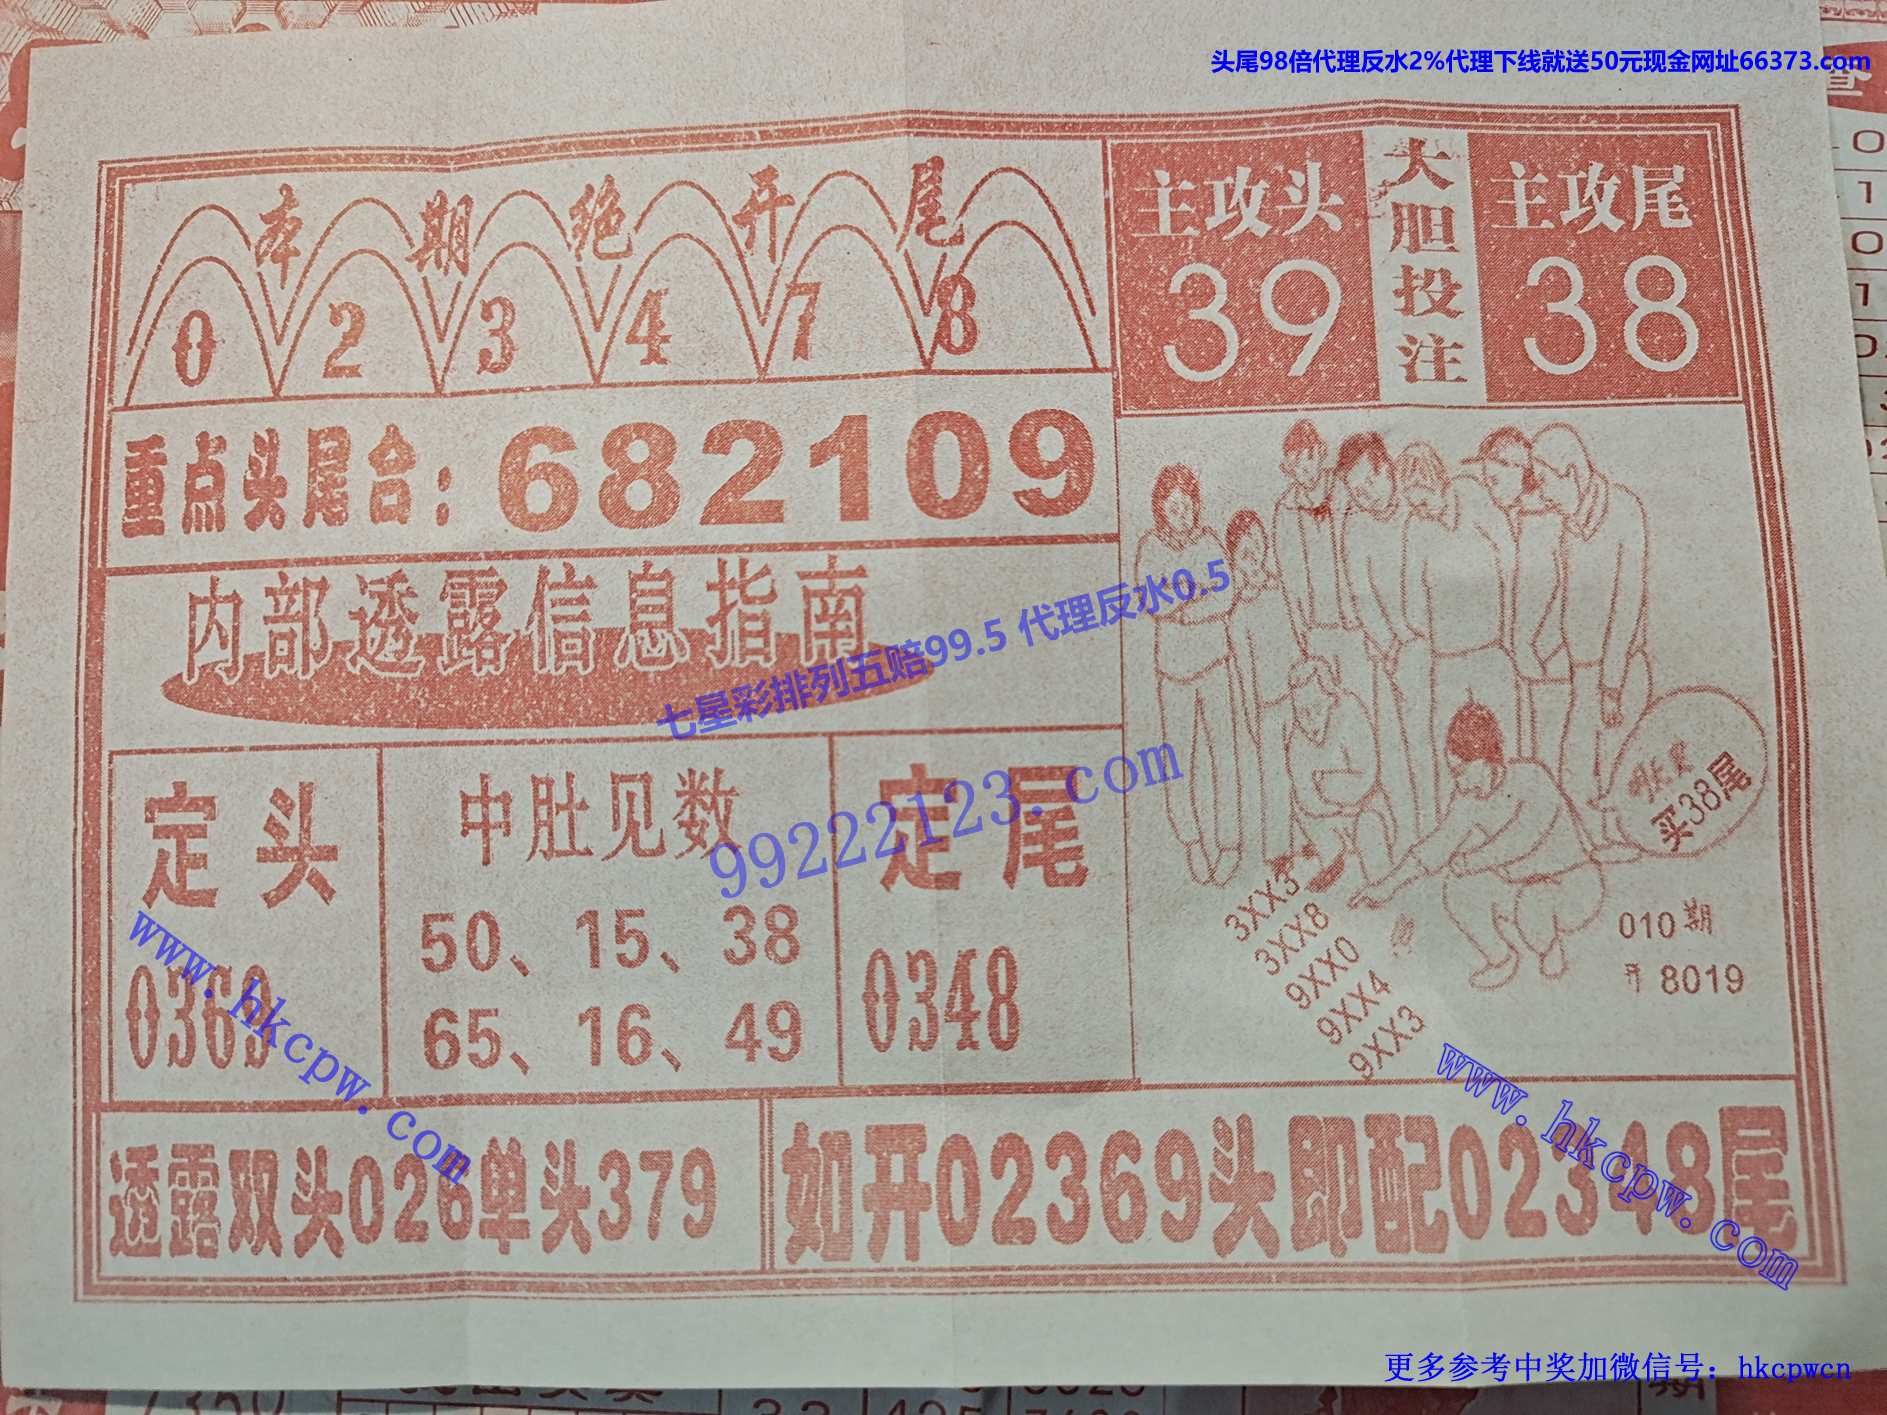 头尾98倍代理反水2%代理下线就送50元现金网址66373.com
本期绝开尾
0 2 3 4 7 8
主攻头
39
大胆投注
主攻尾
38
重点头尾合：682109
内部透露信息指南
七星彩排列五赔99.5 代理反水0.5
99222123.com
定头
0369
中肚见数
50、15、38
65、16、49
定尾
0348
买38尾
3XX3
3XX8
9XX0
9XX4
9XX3
010期
开8019
www.hkcpw.com
www.hkcpw.com
透露双头026单头379
如开02369头即配02348尾
更多参考中奖加微信号：hkcpwcn